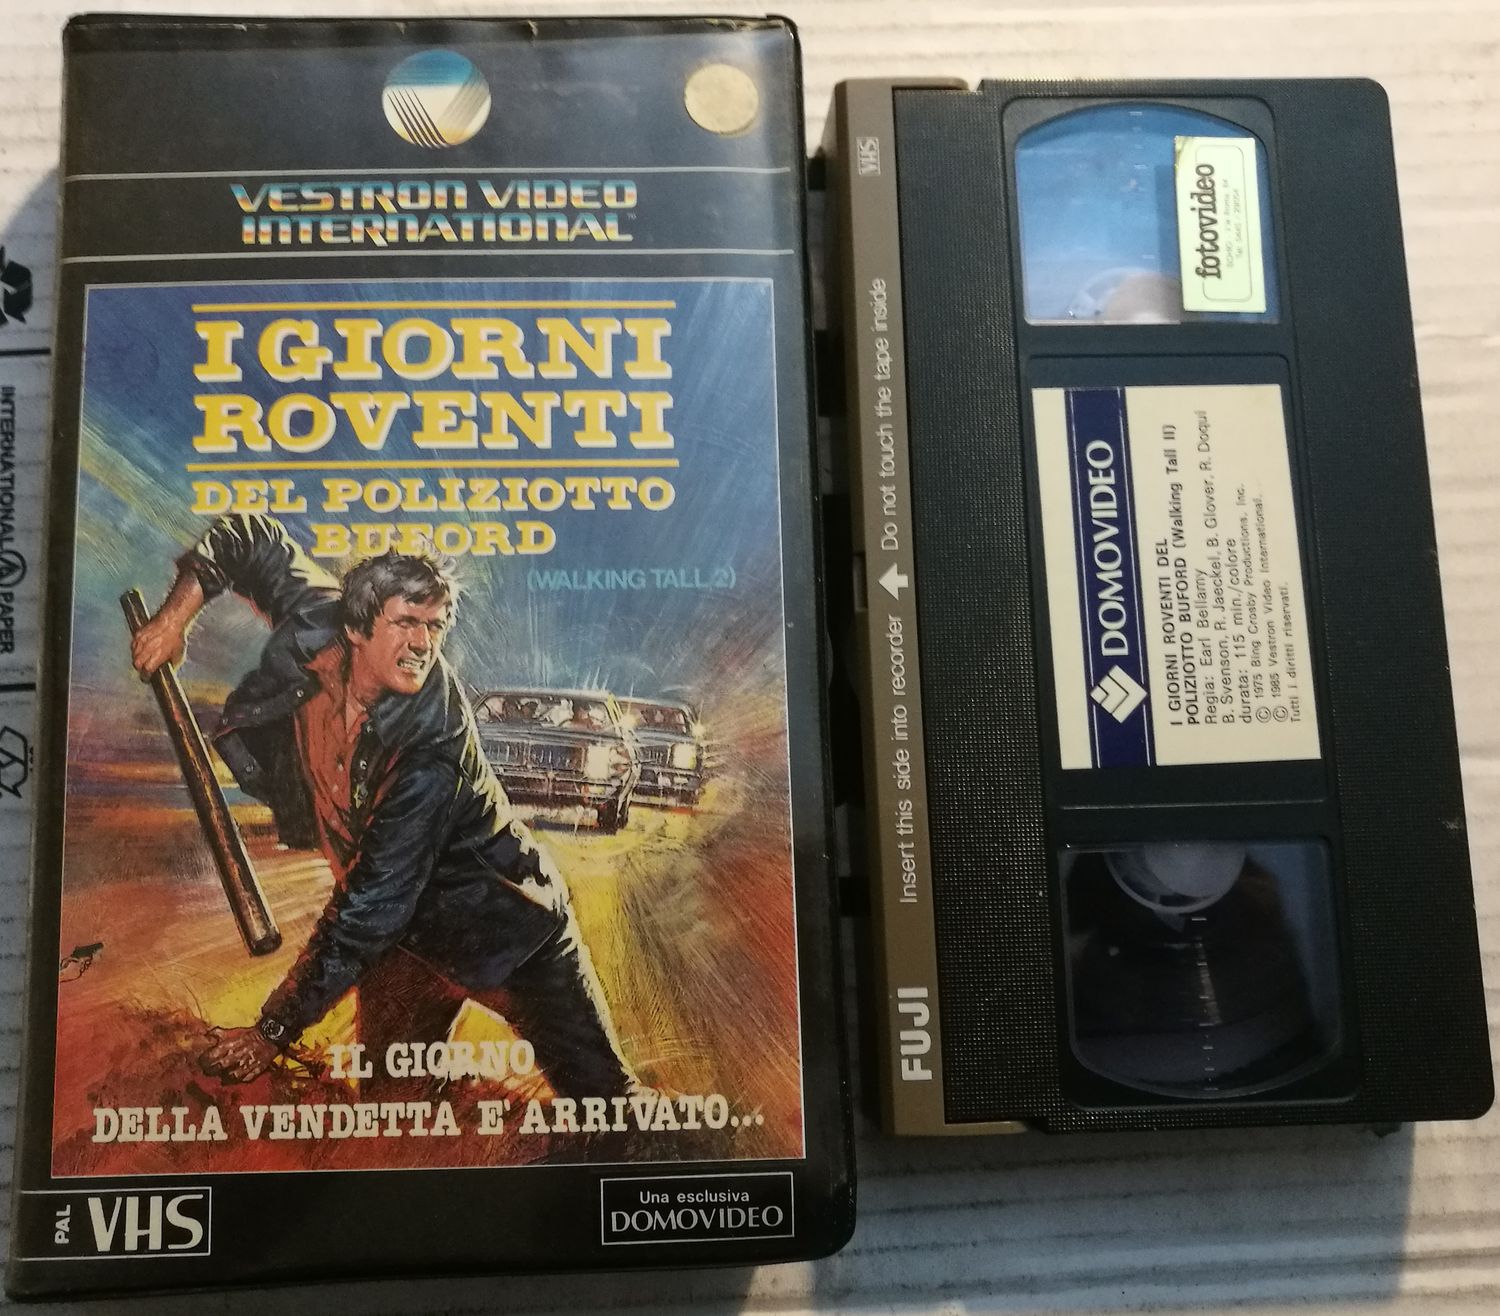 VESTRON VIDEO
INTERNATIONAL™
I GIORNI
ROVENTI
DEL POLIZIOTTO
BUFORD
(WALKING TALL 2)
IL GIORNO
DELLA VENDETTA E' ARRIVATO...
PAL
VHS
Una esclusiva
DOMOVIDEO
INTERNATIONAL PAPER
VHS
Insert this side into recorder Do not touch the tape inside
FUJI
fotovideo
DOMOVIDEO
I GIORNI ROVENTI DEL
POLIZIOTTO BUFORD (Walking Tall II)
Regia: Earl Bellamy
B. Svenson, R. Jaeckel, B. Glover, R. Doqui
durata: 115 min./colore
© 1975 Bing Crosby Productions, Inc.
© 1985 Vestron Video International.
Tutti i diritti riservati.